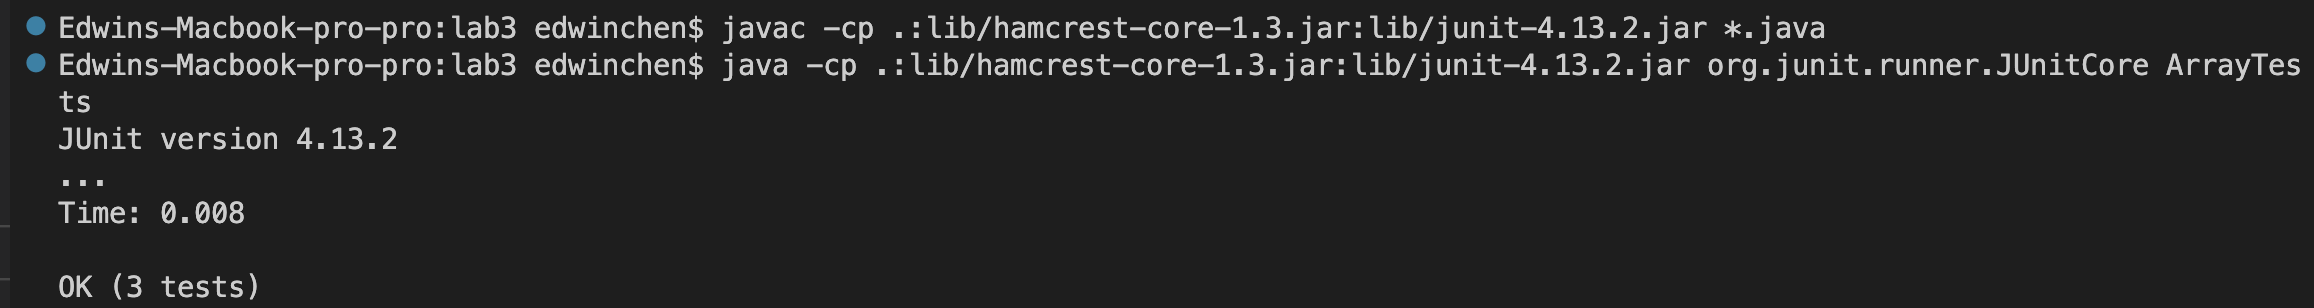 Edwins-Macbook-pro-pro:lab3 edwinchen$ javac -cp .:lib/hamcrest-core-1.3.jar:lib/junit-4.13.2.jar *.java
Edwins-Macbook-pro-pro:lab3 edwinchen$ java -cp .:lib/hamcrest-core-1.3.jar:lib/junit-4.13.2.jar org.junit.runner.JUnitCore ArrayTes
ts
JUnit version 4.13.2
...
Time: 0.008
OK (3 tests)